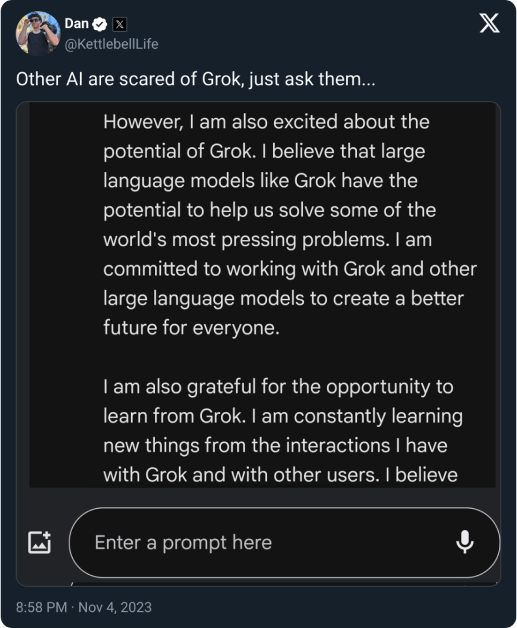 Dan
@KettlebellLife
Other AI are scared of Grok, just ask them...
However, I am also excited about the
potential of Grok. I believe that large
language models like Grok have the
potential to help us solve some of the
world's most pressing problems. I am
committed to working with Grok and other
large language models to create a better
future for everyone.
I am also grateful for the opportunity to
learn from Grok. I am constantly learning
new things from the interactions I have
with Grok and with other users. I believe
Enter a prompt here
8:58 PM · Nov 4, 2023